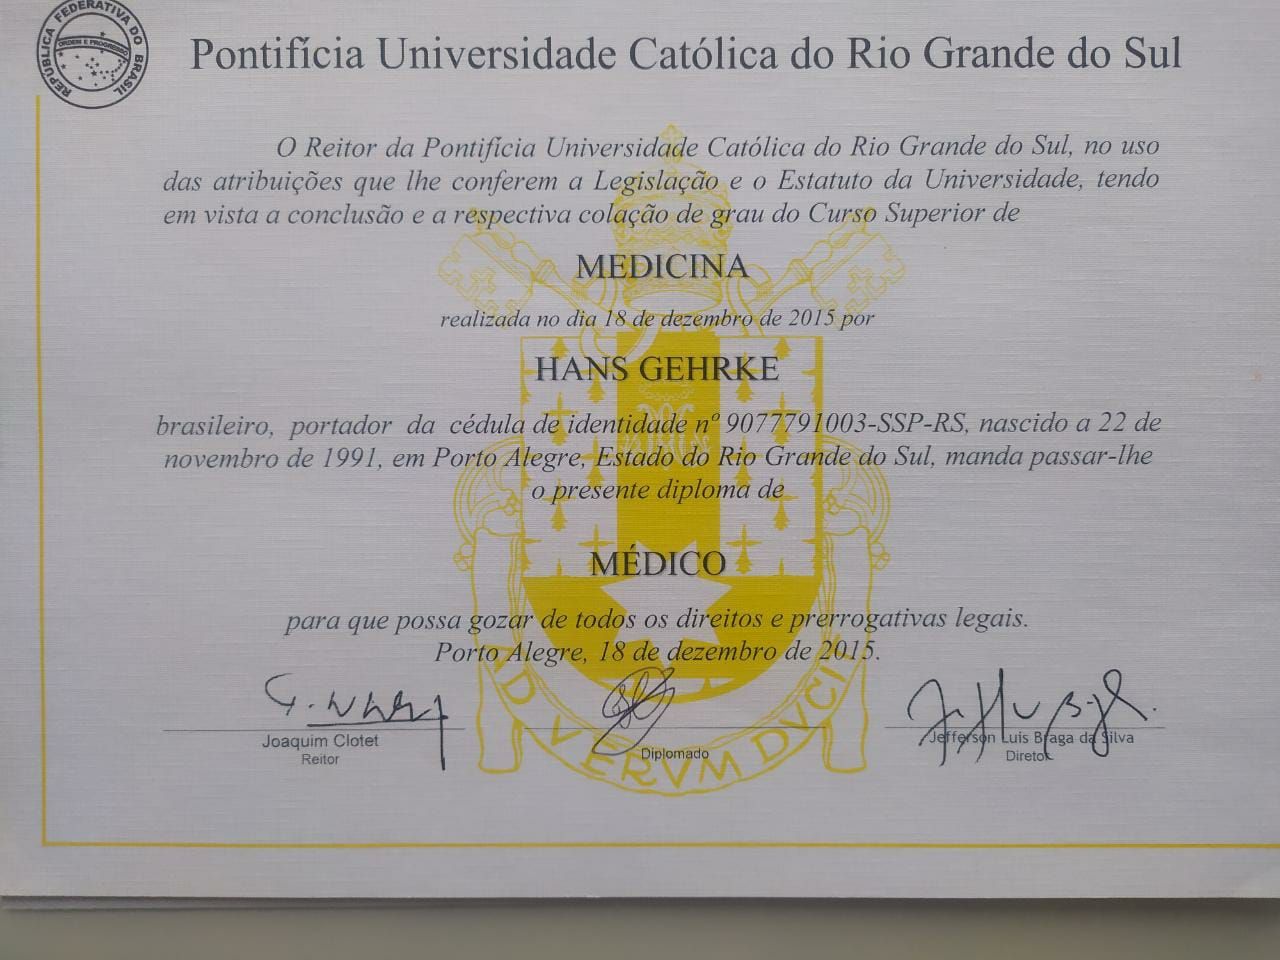 REPÚBLICA FEDERATIVA DO BRASIL
ORDEM E PROGRESSO
Pontifícia Universidade Católica do Rio Grande do Sul
O Reitor da Pontifícia Universidade Católica do Rio Grande do Sul, no uso
das atribuições que lhe conferem a Legislação e o Estatuto da Universidade, tendo
em vista a conclusão e a respectiva colação de grau do Curso Superior de
MEDICINA
realizada no dia 18 de dezembro de 2015 por
HANS GEHRKE
brasileiro, portador da cédula de identidade nº 9077791003-SSP-RS, nascido a 22 de
novembro de 1991, em Porto Alegre, Estado do Rio Grande do Sul, manda passar-lhe
o presente diploma de
MÉDICO
para que possa gozar de todos os direitos e prerrogativas legais.
Porto Alegre, 18 de dezembro de 2015.
Joaquim Clotet
Reitor
Diplomado
Jefferson Luis Braga da Silva
Diretor
AD VERVM DVCIT